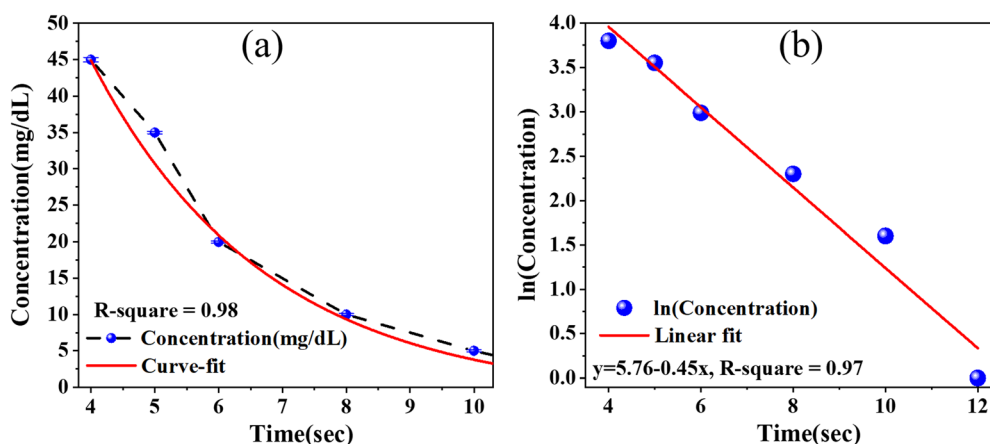 (a)
50
45
40
35
30
25
20
15
10
5
0
Concentration(mg/dL)
R-square = 0.98
Concentration(mg/dL)
Curve-fit
4 5 6 7 8 9 10
Time(sec)
(b)
4.0
3.5
3.0
2.5
2.0
1.5
1.0
0.5
0.0
ln(Concentration)
ln(Concentration)
Linear fit
y=5.76-0.45x, R-square = 0.97
4 6 8 10 12
Time(sec)